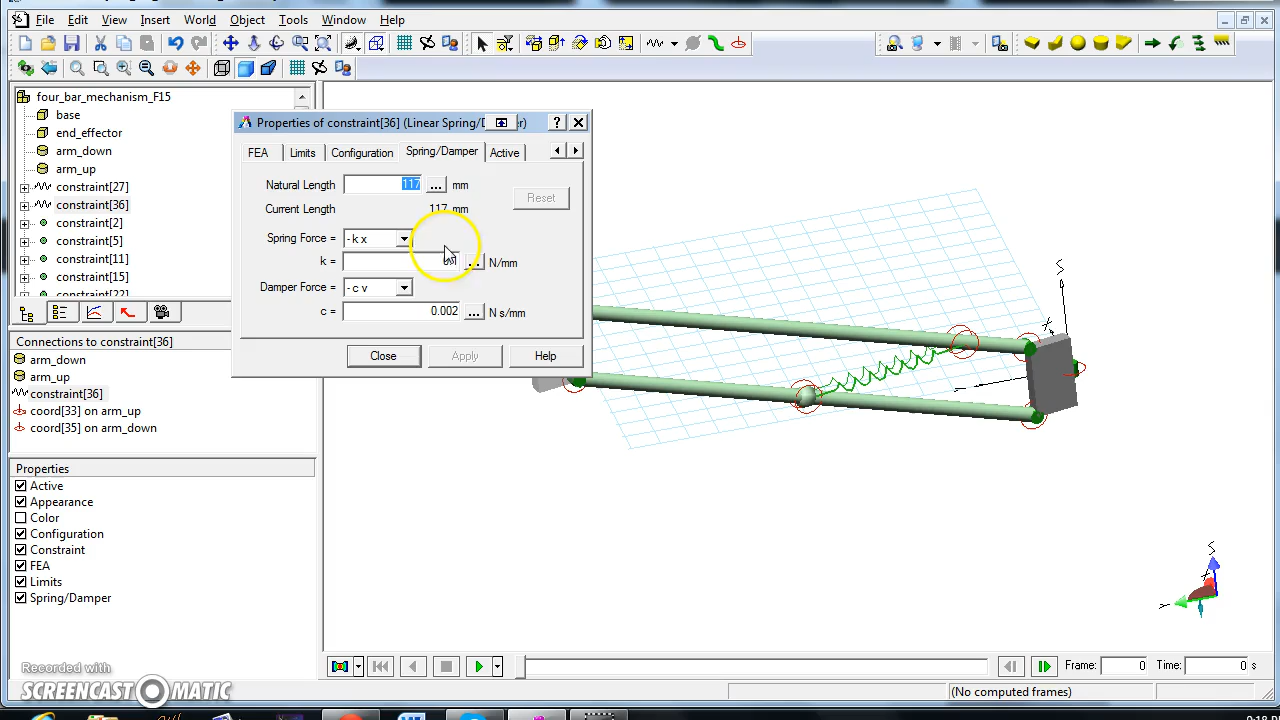 File Edit View Insert World Object Tools Window Help
four_bar_mechanism_F15
base
end_effector
arm_down
arm_up
constraint[27]
constraint[36]
constraint[2]
constraint[5]
constraint[11]
constraint[15]
Connections to constraint[36]
arm_down
arm_up
constraint[36]
coord[33] on arm_up
coord[35] on arm_down
Properties
Active
Appearance
Color
Configuration
Constraint
FEA
Limits
Spring/Damper
Properties of constraint[36] (Linear Spring/
FEA Limits Configuration Spring/Damper Active
Natural Length 117 ... mm
Reset
Current Length 117 mm
Spring Force = -k x
k = ... N/mm
Damper Force = -c v
c = 0.002 ... N s/mm
Close Apply Help
Frame: 0 Time: 0 s
(No computed frames)
Recorded with
SCREENCAST MATIC